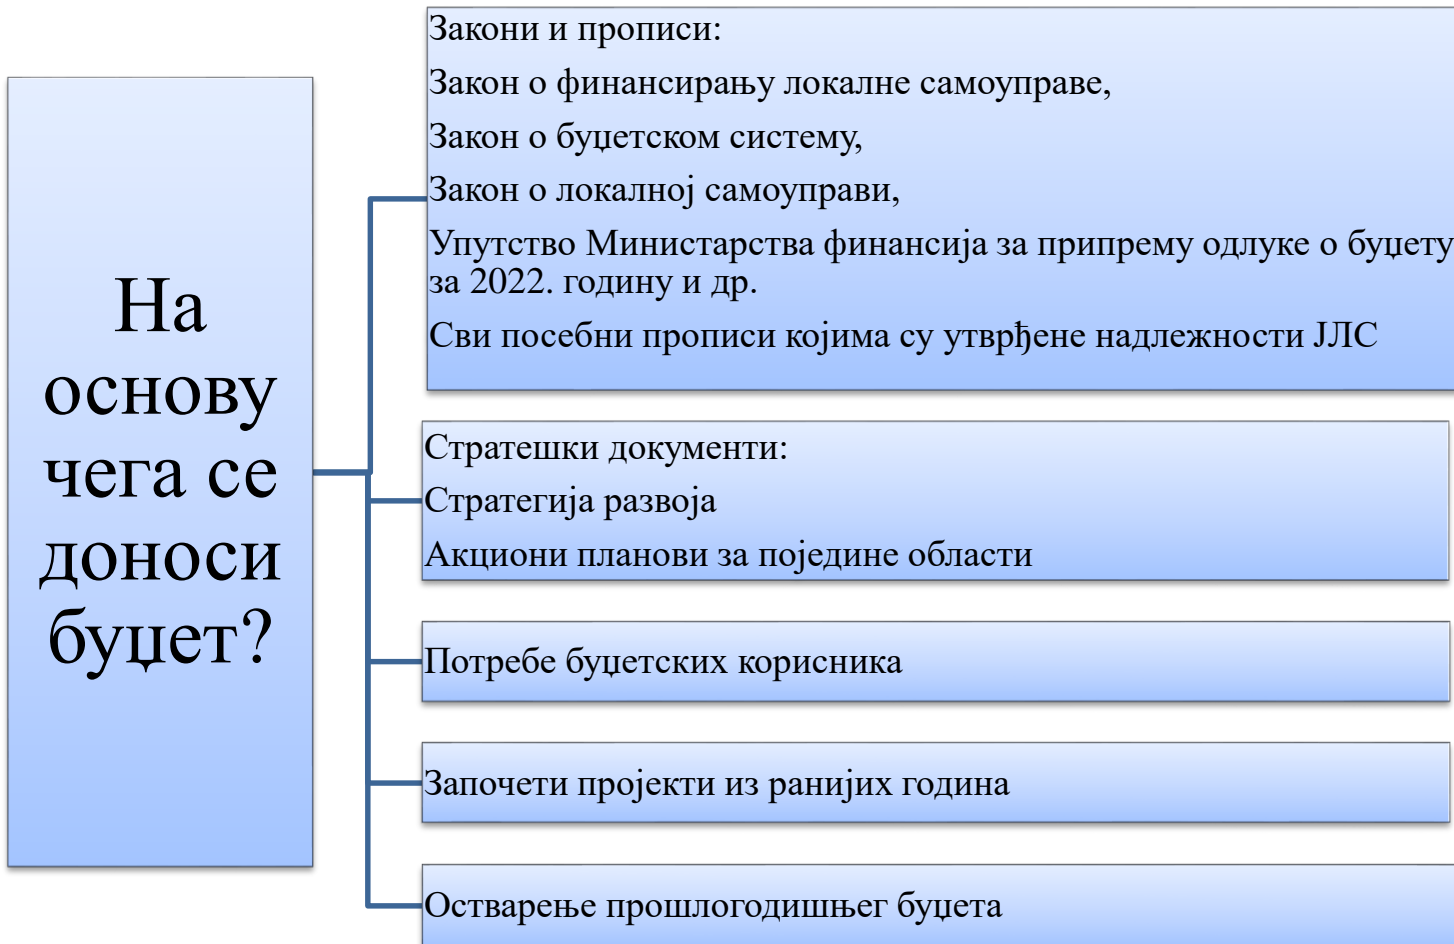 На
основу
чега се
доноси
буџет?
Закони и прописи:
Закон о финансирању локалне самоуправе,
Закон о буџетском систему,
Закон о локалној самоуправи,
Упутство Министарства финансија за припрему одлуке о буџету
за 2022. годину и др.
Сви посебни прописи којима су утврђене надлежности ЈЛС
Стратешки документи:
Стратегија развоја
Акциони планови за поједине области
Потребе буџетских корисника
Започети пројекти из ранијих година
Остварење прошлогодишњег буџета